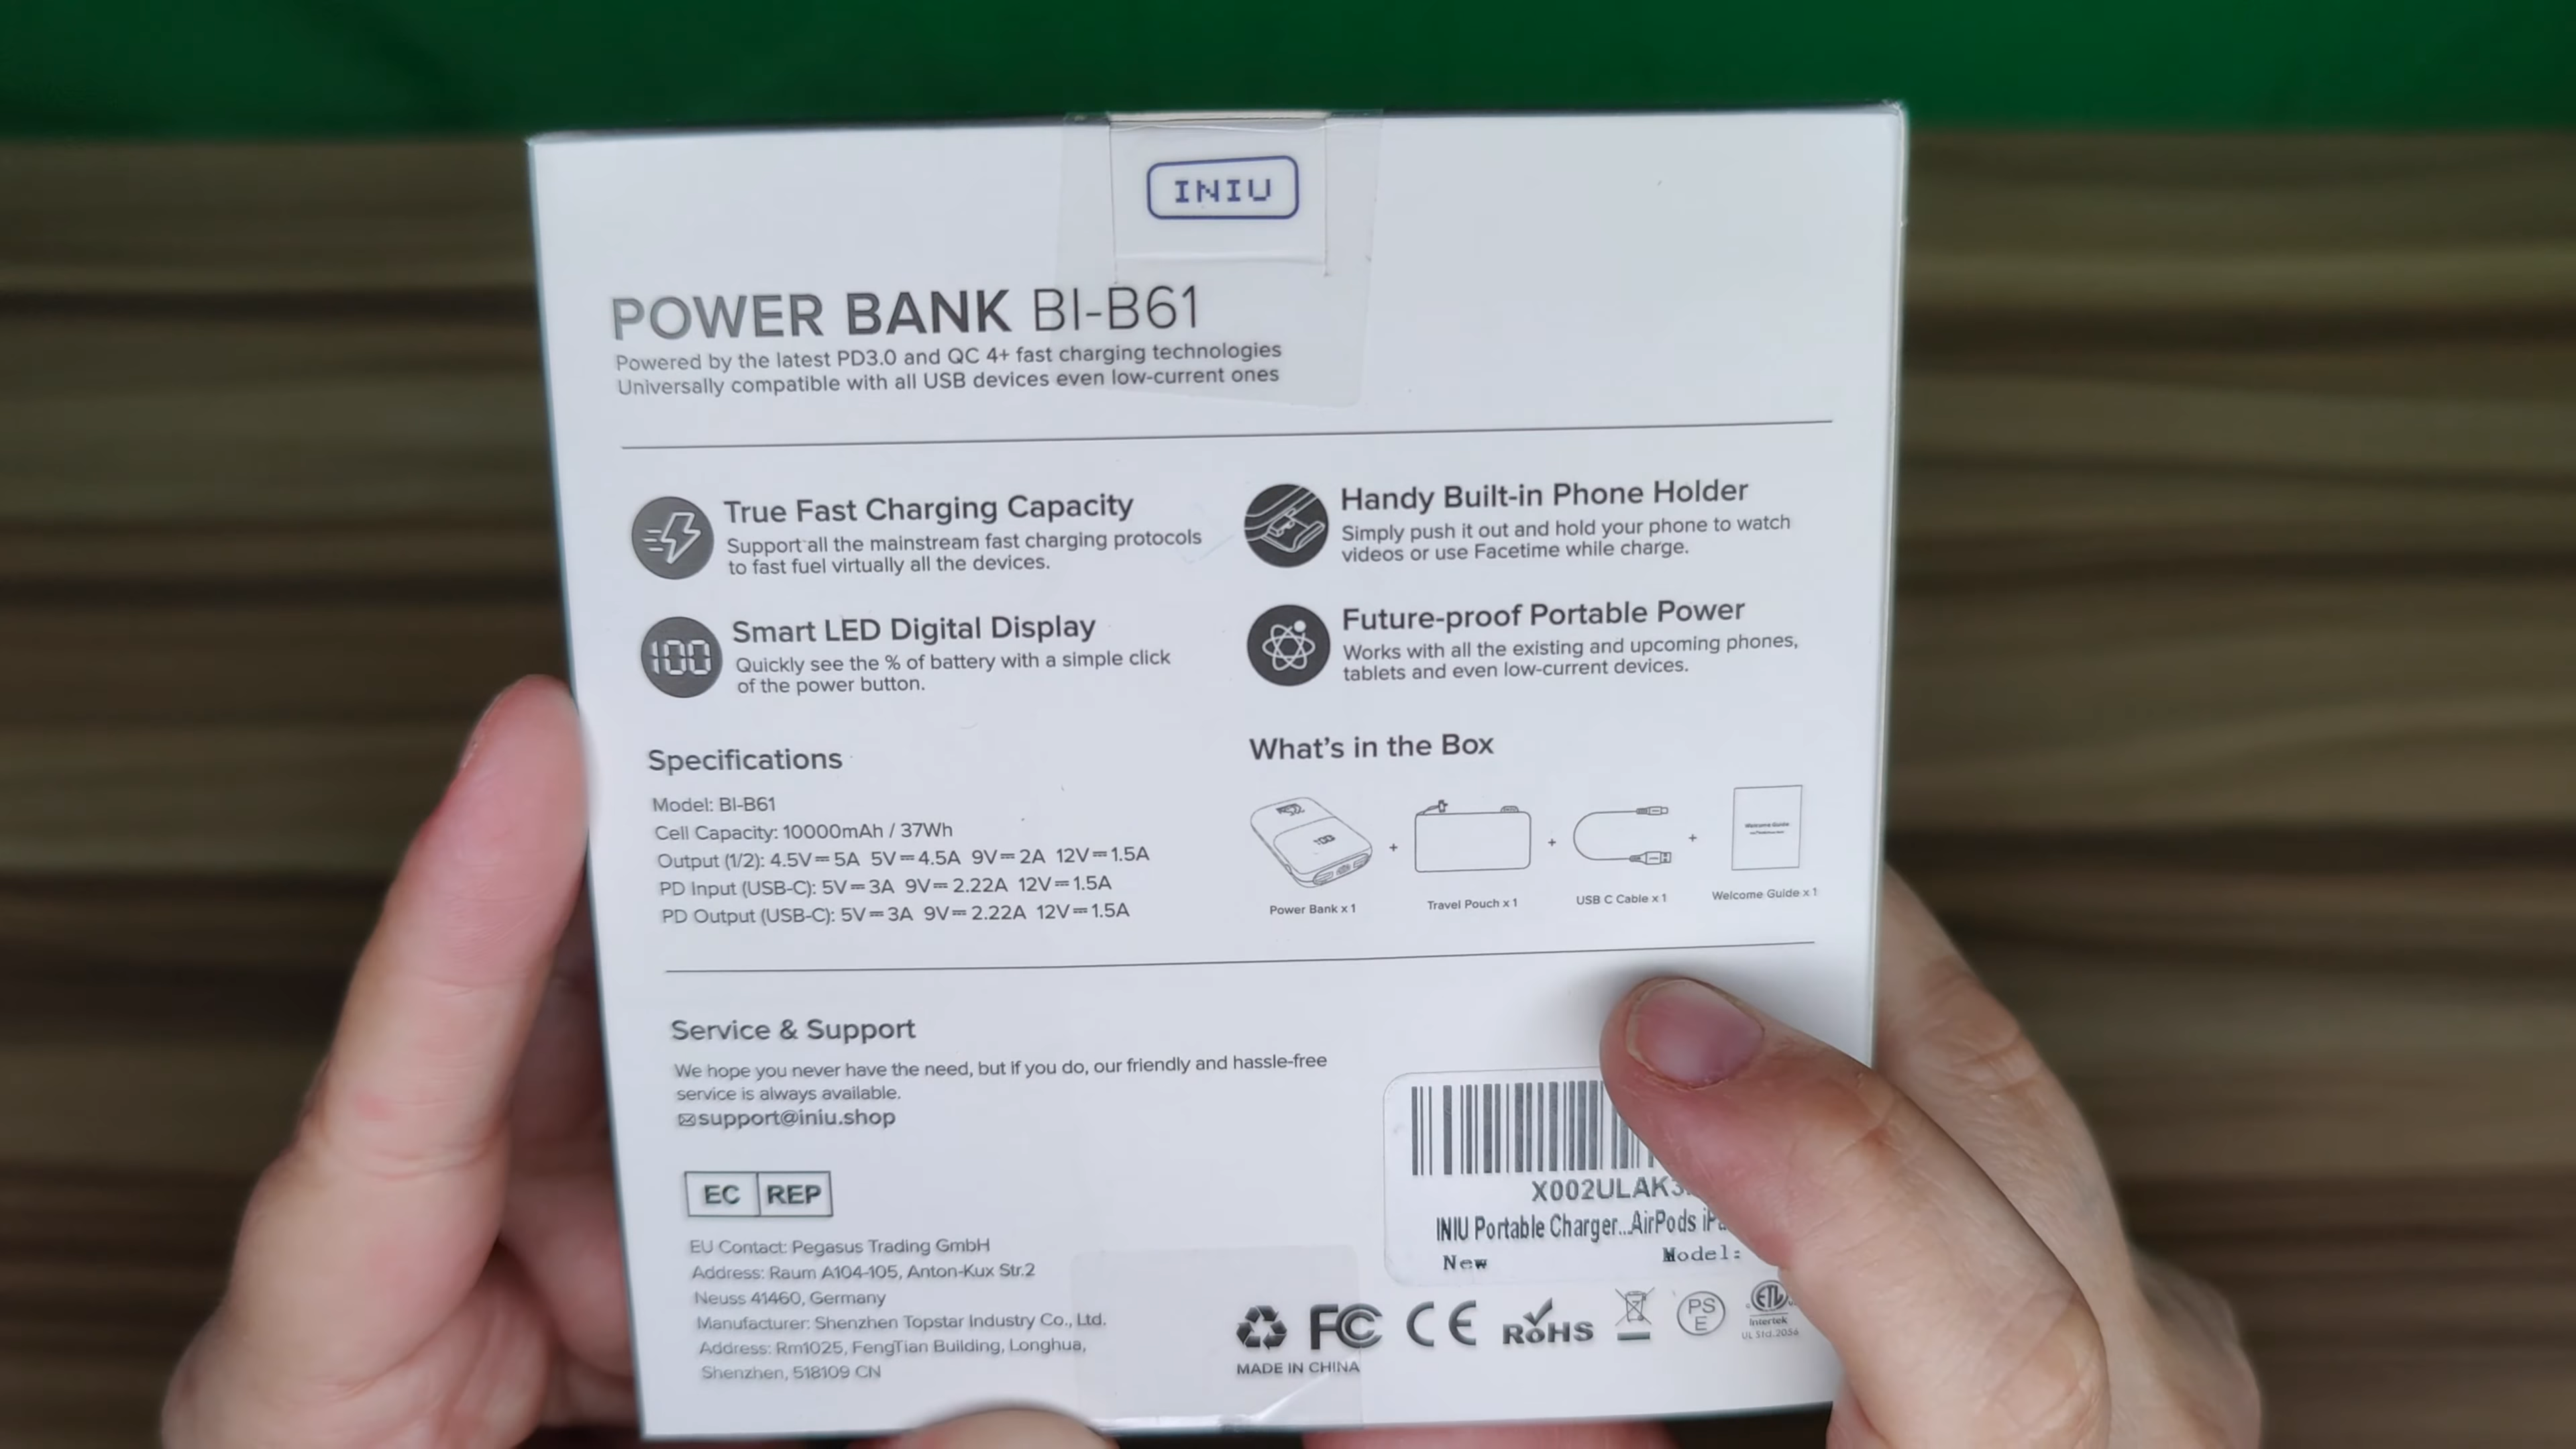 INIU
POWER BANK BI-B61
Powered by the latest PD3.0 and QC 4+ fast charging technologies
Universally compatible with all USB devices even low-current ones
True Fast Charging Capacity
Support all the mainstream fast charging protocols
to fast fuel virtually all the devices.
Handy Built-in Phone Holder
Simply push it out and hold your phone to watch
videos or use Facetime while charge.
100
Smart LED Digital Display
Quickly see the % of battery with a simple click
of the power button.
Future-proof Portable Power
Works with all the existing and upcoming phones,
tablets and even low-current devices.
Specifications
Model: BI-B61
Cell Capacity: 10000mAh / 37Wh
Output (1/2): 4.5V⎓5A 5V⎓4.5A 9V⎓2A 12V⎓1.5A
PD Input (USB-C): 5V⎓3A 9V⎓2.22A 12V⎓1.5A
PD Output (USB-C): 5V⎓3A 9V⎓2.22A 12V⎓1.5A
What's in the Box
Welcome Guide
Power Bank x 1
+
Travel Pouch x 1
+
USB C Cable x 1
+
Welcome Guide x 1
Service & Support
We hope you never have the need, but if you do, our friendly and hassle-free
service is always available.
support@iniu.shop
EC REP
EU Contact: Pegasus Trading GmbH
Address: Raum A104-105, Anton-Kux Str.2
Neuss 41460, Germany
Manufacturer: Shenzhen Topstar Industry Co., Ltd.
Address: Rm1025, FengTian Building, Longhua,
Shenzhen, 518109 CN
X002ULAK3
INIU Portable Charger...AirPods
New Model:
FC CE RoHS PS E ETL
Intertek
UL Std.2056
MADE IN CHINA